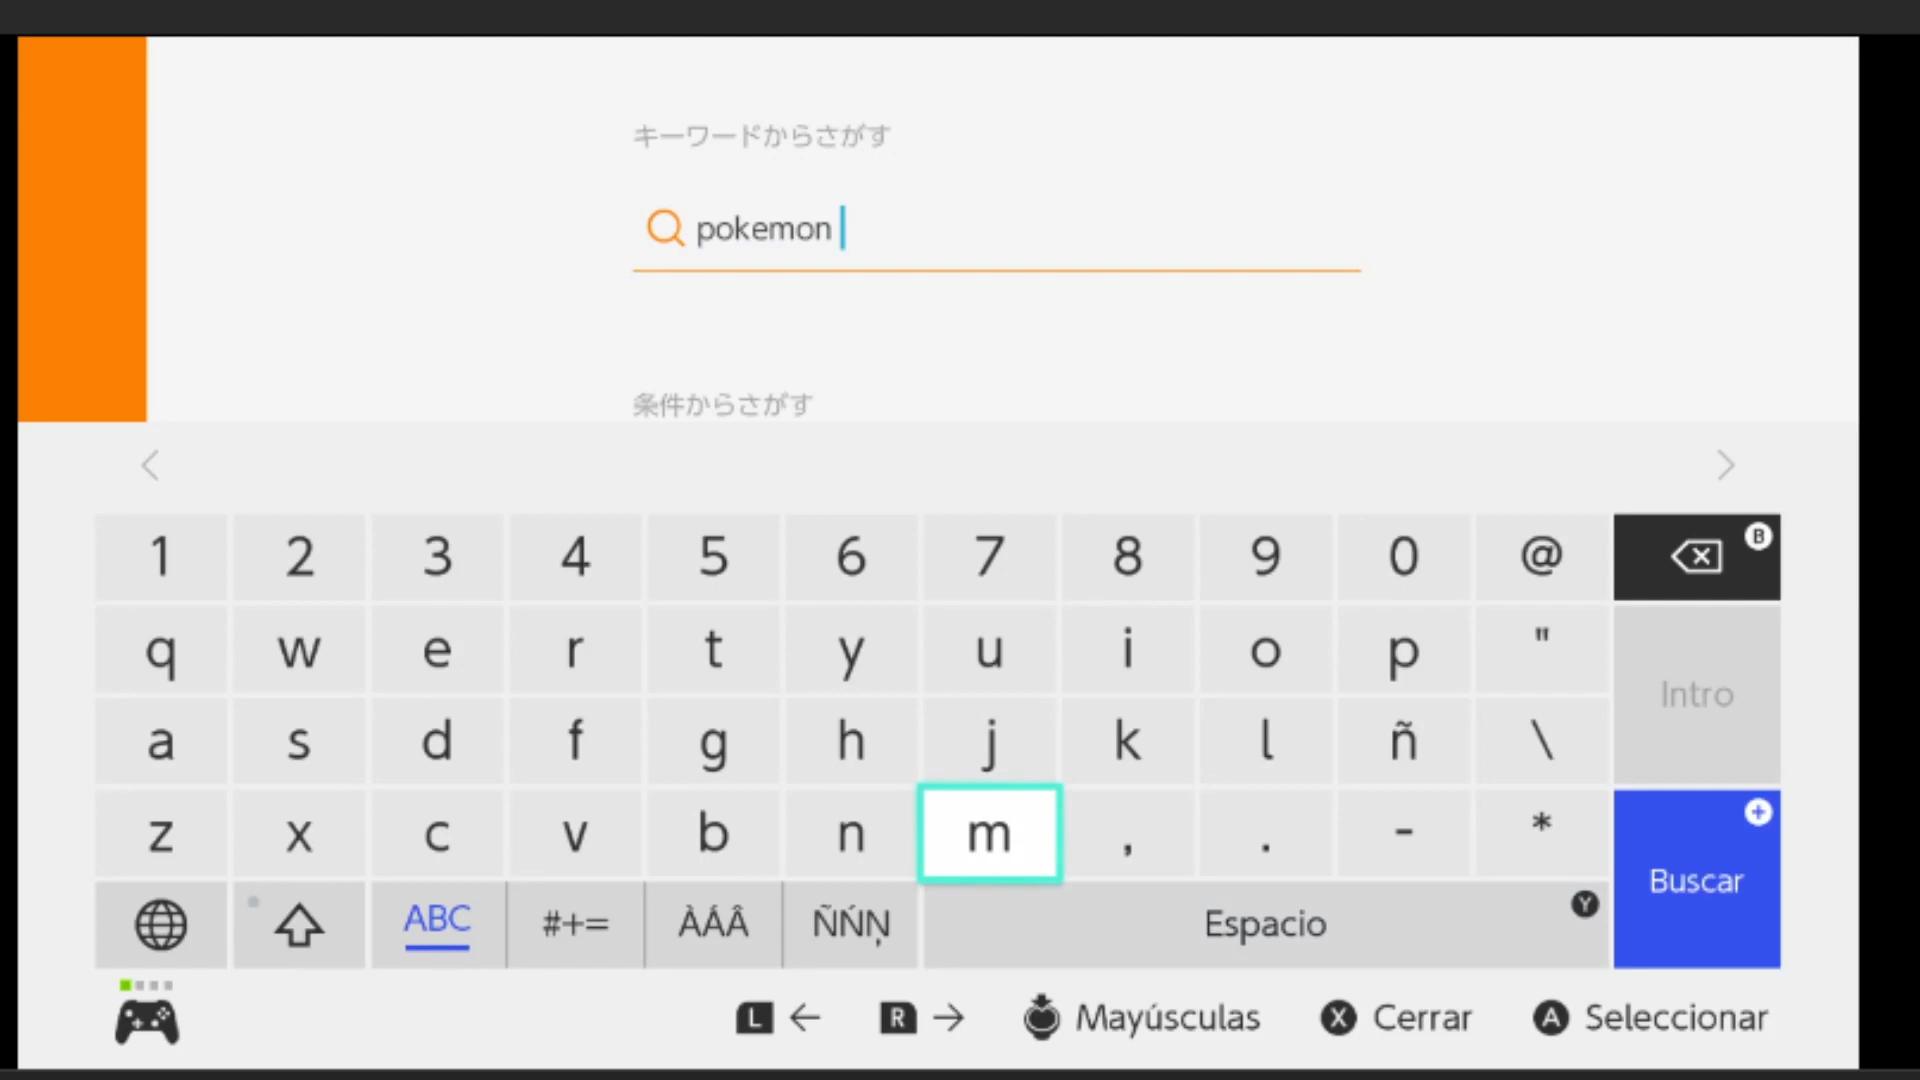 キーワードからさがす
pokemon
条件からさがす
1 2 3 4 5 6 7 8 9 0 @ B
q w e r t y u i o p "
Intro
a s d f g h j k l ñ \
z x c v b n m , . - *
Buscar
ABC #+= ÀÁÂ ÑŃŅ Espacio Y
L ← R → Mayúsculas X Cerrar A Seleccionar